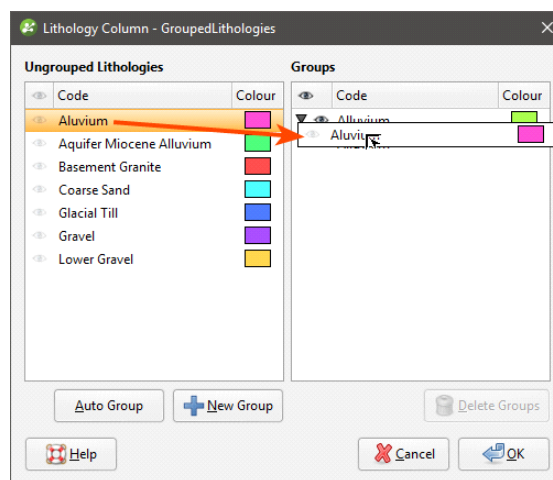 Lithology Column - GroupedLithologies
Ungrouped Lithologies
Groups
Code Colour
Code Colour
Aluvium
Aquifer Miocene Alluvium
Basement Granite
Coarse Sand
Glacial Till
Gravel
Lower Gravel
Alluvium
Aluvium
Auto Group
New Group
Delete Groups
Help
Cancel
OK